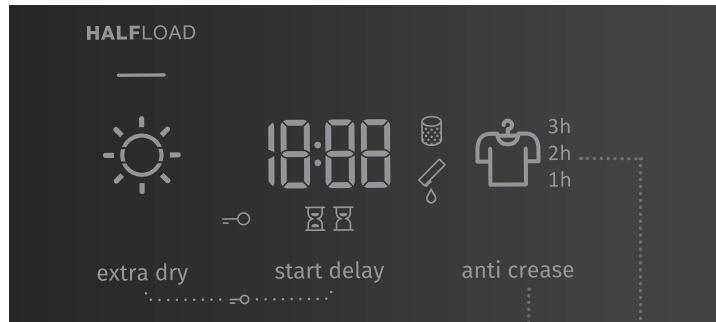 HALFLOAD
18:88
3h
2h
1h
extra dry
start delay
anti crease